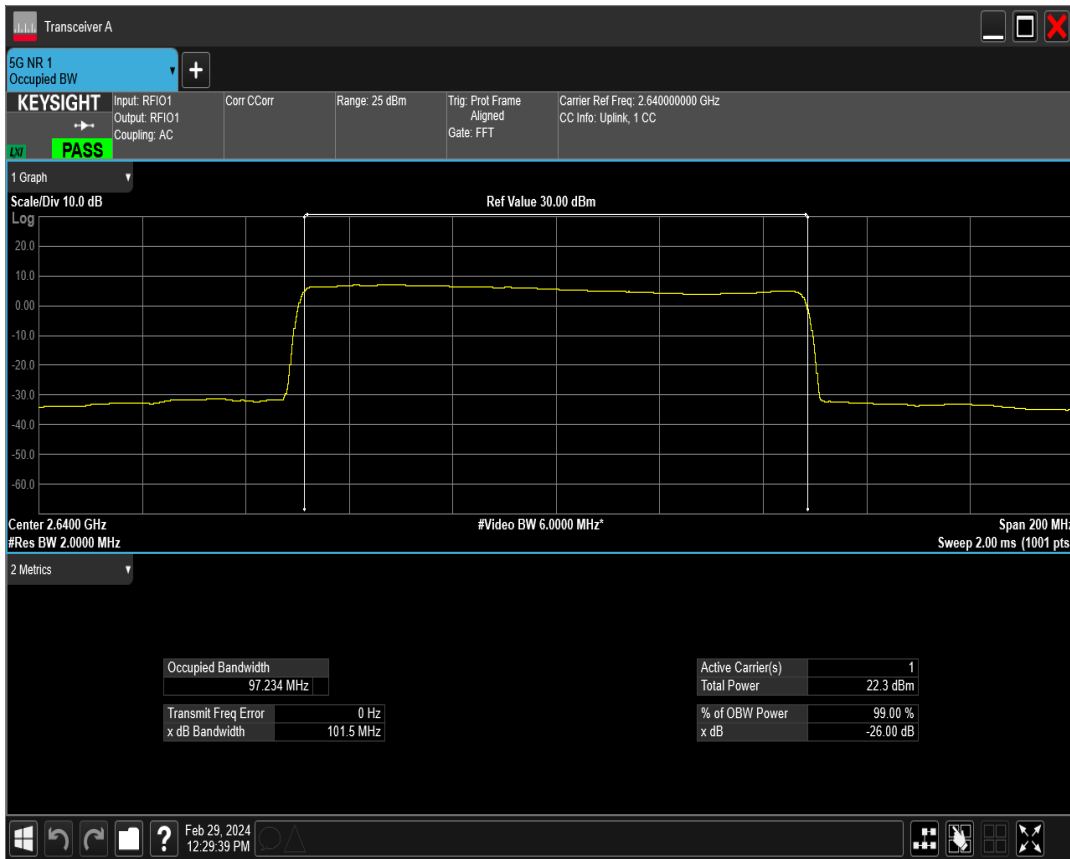 Transceiver A
5G NR 1
Occupied BW
KEYSIGHT
LXI
PASS
Input: RFIO1
Output: RFIO1
Coupling: AC
Corr CCorr
Range: 25 dBm
Trig: Prot Frame
Aligned
Gate: FFT
Carrier Ref Freq: 2.640000000 GHz
CC Info: Uplink, 1 CC
1 Graph
Scale/Div 10.0 dB
Ref Value 30.00 dBm
Log
20.0
10.0
0.00
-10.0
-20.0
-30.0
-40.0
-50.0
-60.0
Center 2.6400 GHz
#Video BW 6.0000 MHz*
Span 200 MHz
#Res BW 2.0000 MHz
Sweep 2.00 ms (1001 pts
2 Metrics
Occupied Bandwidth
97.234 MHz
Transmit Freq Error 0 Hz
x dB Bandwidth 101.5 MHz
Active Carrier(s) 1
Total Power 22.3 dBm
% of OBW Power 99.00 %
x dB -26.00 dB
Feb 29, 2024
12:29:39 PM